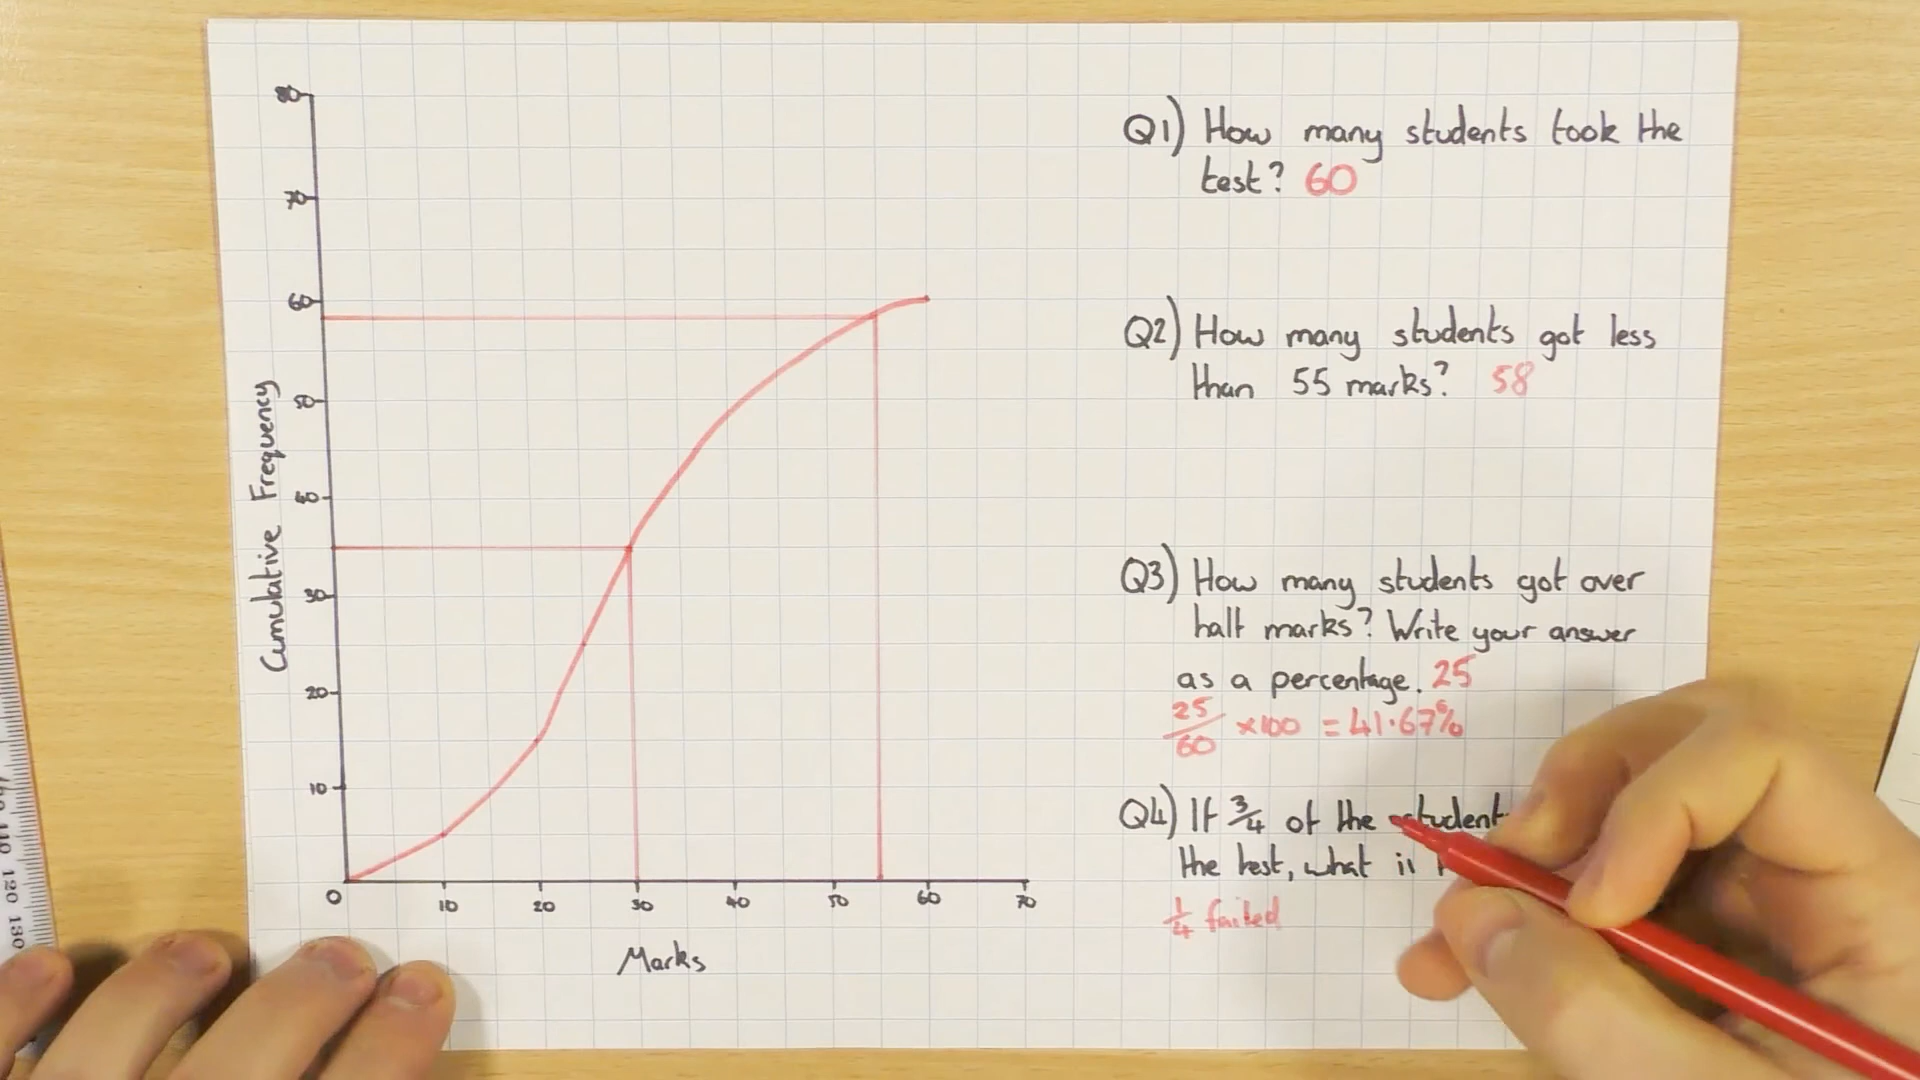 80
70
60
50
40
30
20
10
Cumulative Frequency
0 10 20 30 40 50 60 70
Marks
Q1) How many students took the
test? 60
Q2) How many students got less
than 55 marks? 58
Q3) How many students got over
half marks? Write your answer
as a percentage. 25
25/60 ×100 = 41.67%
Q4) If 3/4 of the student
the test, what is
1/4 failed
110 120 130